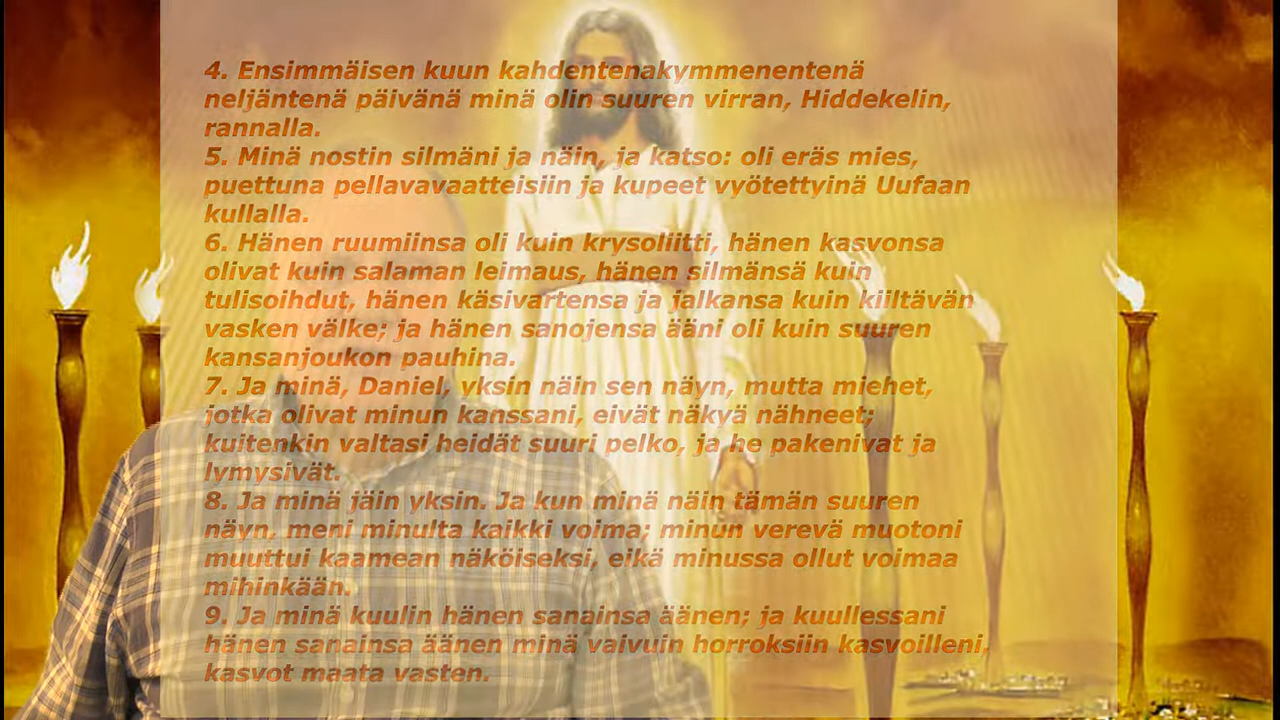 4. Ensimmäisen kuun kahdentenakymmenentenä
neljäntenä päivänä minä olin suuren virran, Hiddekelin,
rannalla.
5. Minä nostin silmäni ja näin, ja katso: oli eräs mies,
puettuna pellavavaatteisiin ja kupeet vyötettyinä Uufaan
kullalla.
6. Hänen ruumiinsa oli kuin krysoliitti, hänen kasvonsa
olivat kuin salaman leimaus, hänen silmänsä kuin
tulisoihdut, hänen käsivartensa ja jalkansa kuin kiiltävän
vasken välke; ja hänen sanojensa ääni oli kuin suuren
kansanjoukon pauhina.
7. Ja minä, Daniel, yksin näin sen näyn, mutta miehet,
jotka olivat minun kanssani, eivät näkyä nähneet;
kuitenkin valtasi heidät suuri pelko, ja he pakenivat ja
lymysivät.
8. Ja minä jäin yksin. Ja kun minä näin tämän suuren
näyn, meni minulta kaikki voima; minun verevä muotoni
muuttui kaamean näköiseksi, eikä minussa ollut voimaa
mihinkään.
9. Ja minä kuulin hänen sanainsa äänen; ja kuullessani
hänen sanainsa äänen minä vaivuin horroksiin kasvoilleni,
kasvot maata vasten.